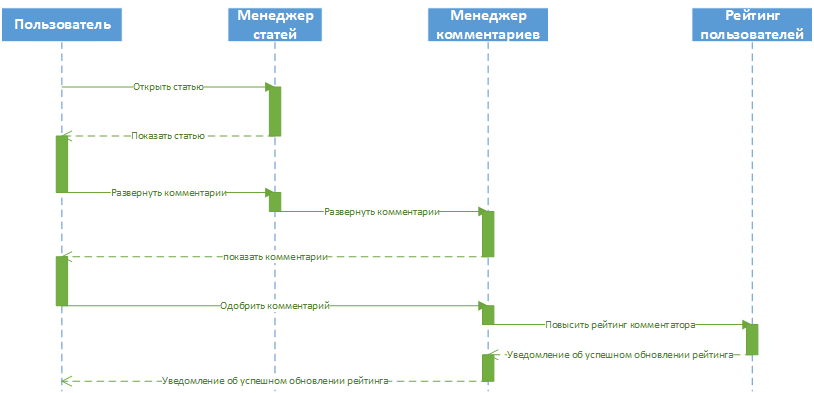 Пользователь
Менеджер
статей
Менеджер
комментариев
Рейтинг
пользователей
Открыть статью
Показать статью
Развернуть комментарии
Развернуть комментарии
показать комментарии
Одобрить комментарий
Повысить рейтинг комментатора
Уведомление об успешном обновлении рейтинга
Уведомление об успешном обновлении рейтинга